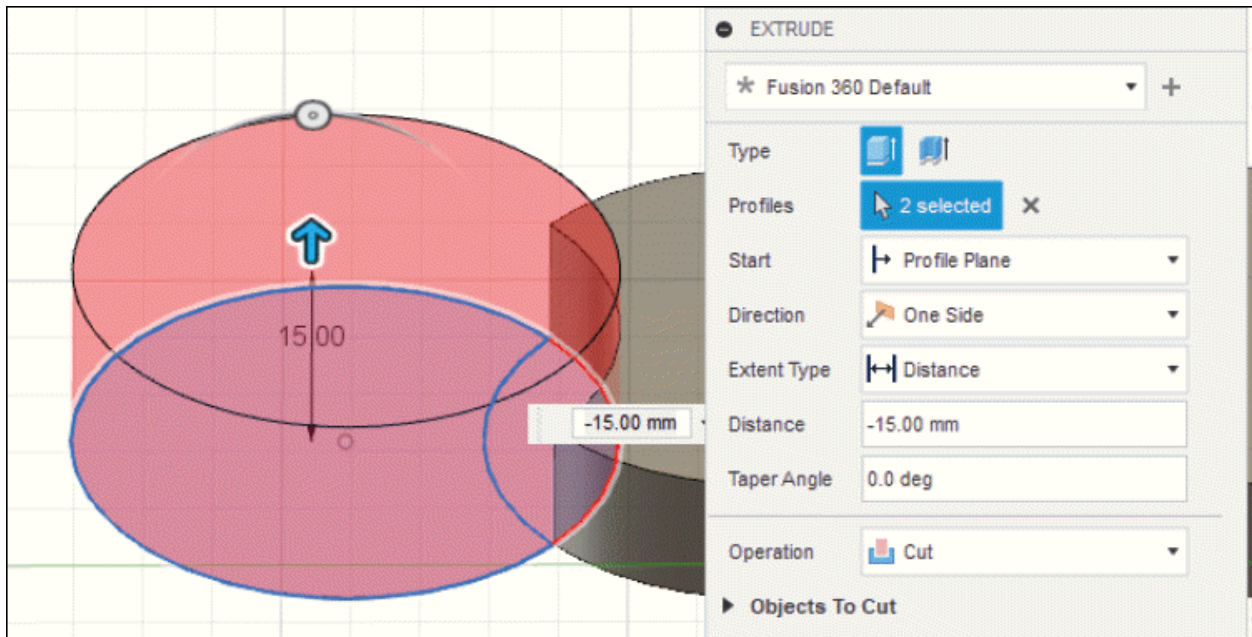 EXTRUDE
Fusion 360 Default
Type
Profiles 2 selected
Start Profile Plane
Direction One Side
Extent Type Distance
Distance -15.00 mm
Taper Angle 0.0 deg
Operation Cut
Objects To Cut
15.00
-15.00 mm